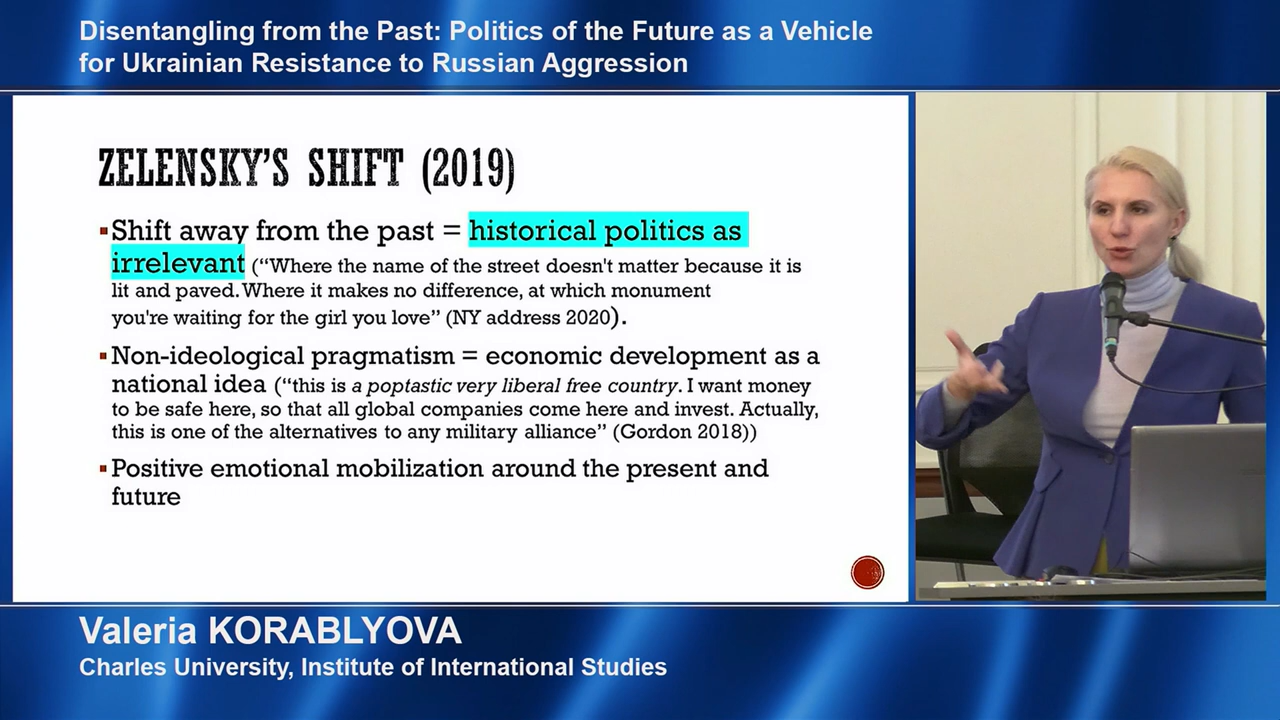 Disentangling from the Past: Politics of the Future as a Vehicle
for Ukrainian Resistance to Russian Aggression
ZELENSKY'S SHIFT (2019)
▪Shift away from the past = historical politics as
irrelevant (“Where the name of the street doesn't matter because it is
lit and paved. Where it makes no difference, at which monument
you're waiting for the girl you love” (NY address 2020).
▪Non-ideological pragmatism = economic development as a
national idea (“this is a poptastic very liberal free country. I want money
to be safe here, so that all global companies come here and invest. Actually,
this is one of the alternatives to any military alliance” (Gordon 2018))
▪Positive emotional mobilization around the present and
future
Valeria KORABLYOVA
Charles University, Institute of International Studies